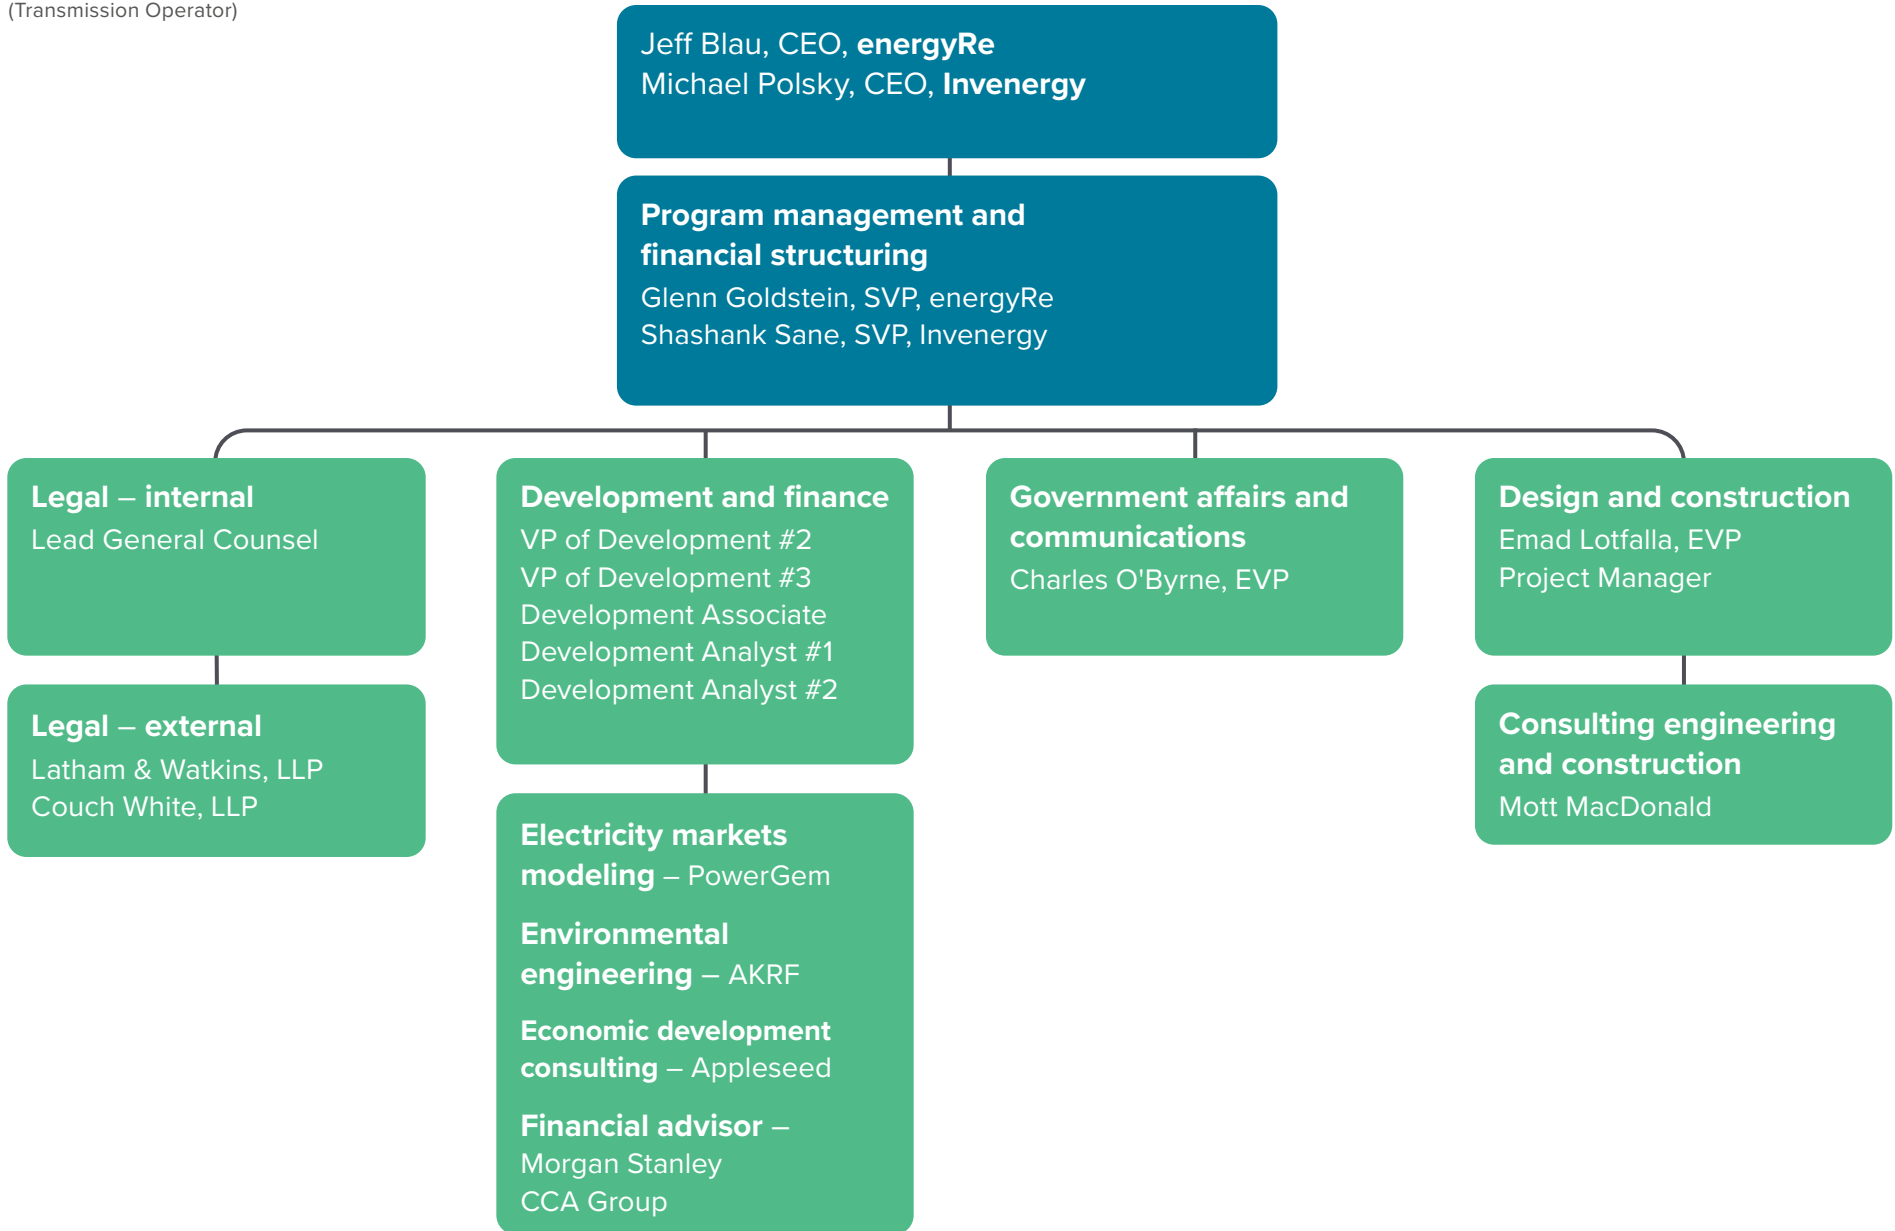 (Transmission Operator)
Jeff Blau, CEO, energyRe
Michael Polsky, CEO, Invenergy
Program management and
financial structuring
Glenn Goldstein, SVP, energyRe
Shashank Sane, SVP, Invenergy
Legal – internal
Lead General Counsel
Legal – external
Latham & Watkins, LLP
Couch White, LLP
Development and finance
VP of Development #2
VP of Development #3
Development Associate
Development Analyst #1
Development Analyst #2
Electricity markets
modeling – PowerGem
Environmental
engineering – AKRF
Economic development
consulting – Appleseed
Financial advisor –
Morgan Stanley
CCA Group
Government affairs and
communications
Charles O'Byrne, EVP
Design and construction
Emad Lotfalla, EVP
Project Manager
Consulting engineering
and construction
Mott MacDonald